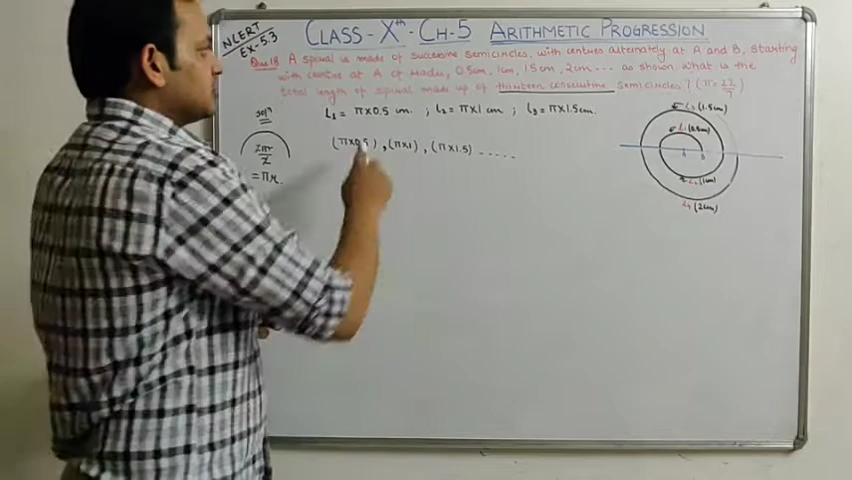 NCERT
EX-5.3
CLASS-Xth-CH-5 ARITHMETIC PROGRESSION
Ques 18 A spiral is made of successive semicircles, with centres alternately at A and B, starting
with centre at A of radii, 0.5cm, 1cm, 1.5cm, 2cm ... as shown what is the
total length of spiral made up of thirteen consecutive semicircles? (π=22/7)
solⁿ
l₁ = π×0.5 cm. ; l₂ = π×1 cm ; l₃ = π×1.5cm.
2πr/2
= πr.
(π×0.5), (π×1), (π×1.5) .....
l₃ (1.5cm)
l₁ (0.5cm)
A B
l₂ (1cm)
l₄ (2cm)